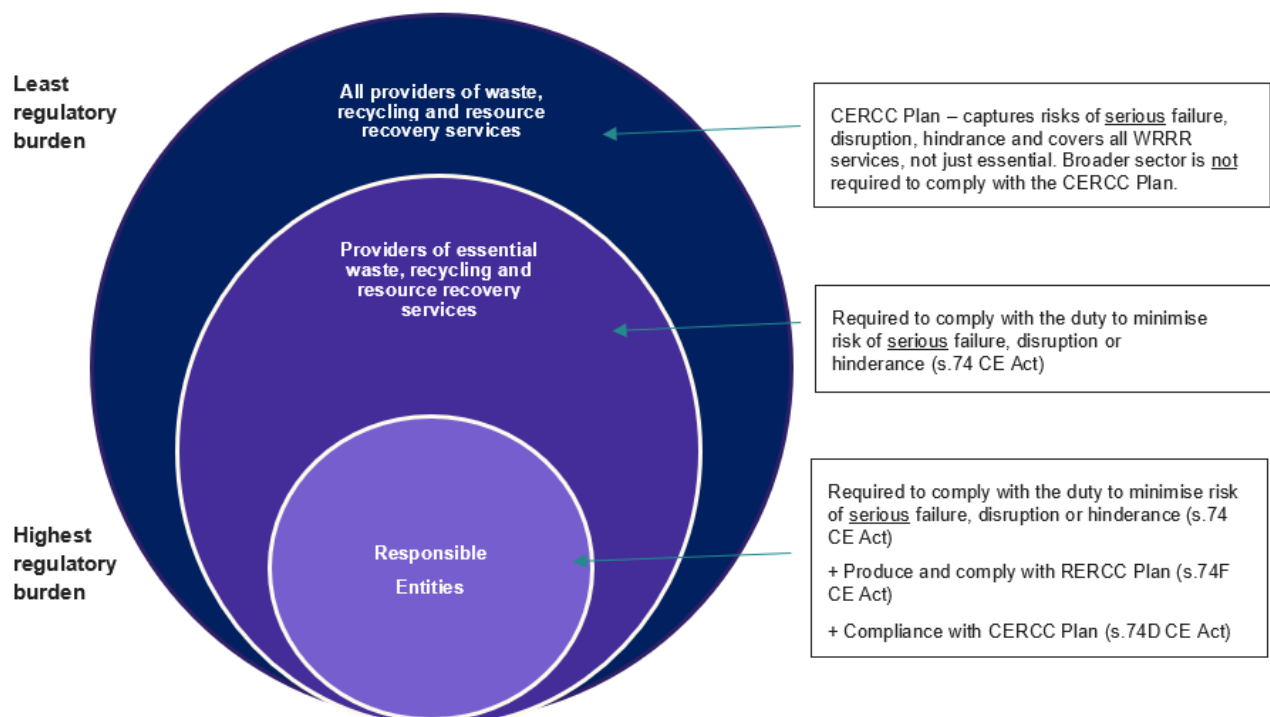 Least
regulatory
burden
All providers of waste,
recycling and resource
recovery services
CERCC Plan – captures risks of serious failure,
disruption, hindrance and covers all WRRR
services, not just essential. Broader sector is not
required to comply with the CERCC Plan.
Providers of essential
waste, recycling and
resource recovery
services
Required to comply with the duty to minimise
risk of serious failure, disruption or
hinderance (s.74 CE Act)
Highest
regulatory
burden
Responsible
Entities
Required to comply with the duty to minimise risk
of serious failure, disruption or hinderance (s.74
CE Act)
+ Produce and comply with RERCC Plan (s.74F
CE Act)
+ Compliance with CERCC Plan (s.74D CE Act)